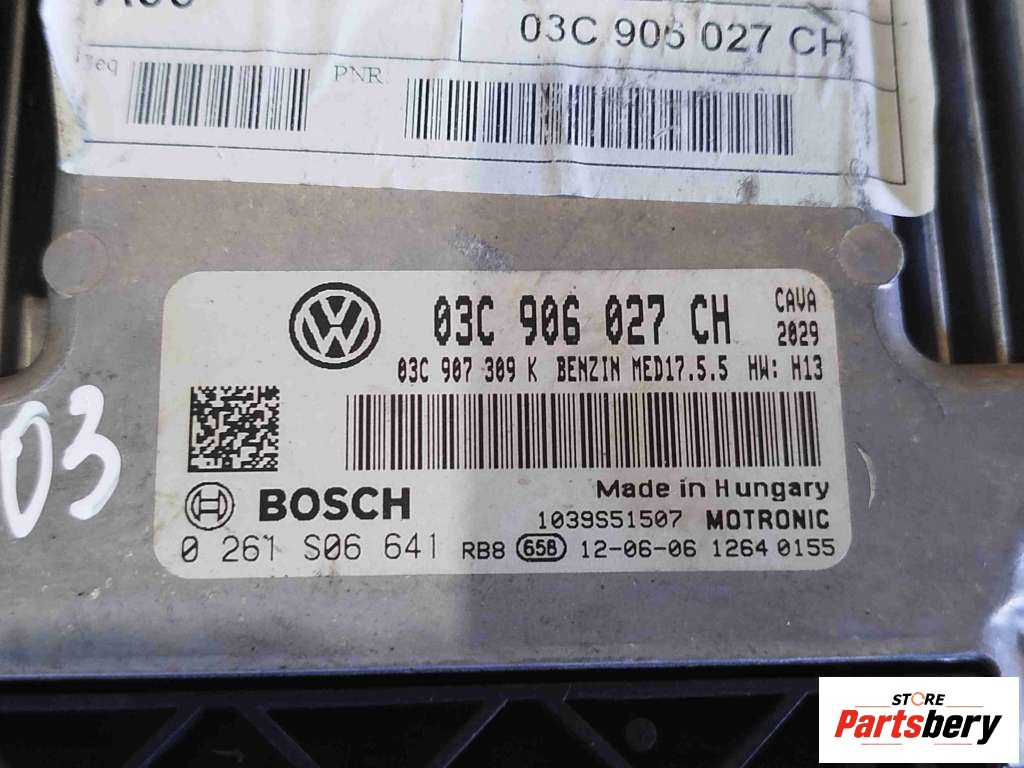 03C 906 027 CH
PNR:
03C 906 027 CH CAVA
2029
03C 907 309 K BENZIN MED17.5.5 HW: H13
03
BOSCH
Made in Hungary
1039S51507 MOTRONIC
0 261 S06 641 RB8 658 12-06-06 1264 0155
STORE
Partsbery